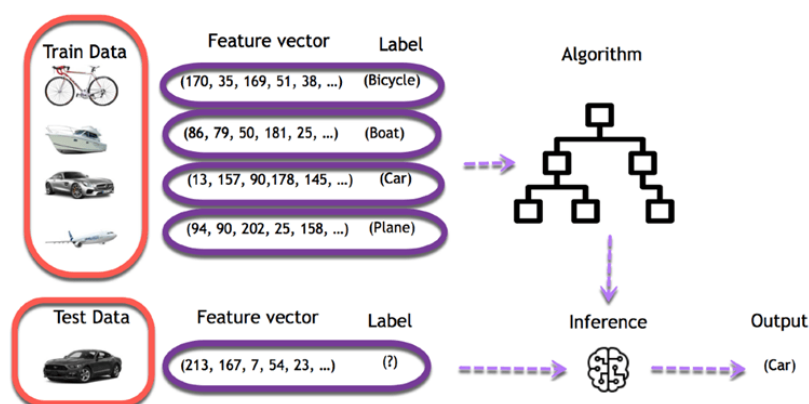 Train Data
Feature vector
Label
Algorithm
(170, 35, 169, 51, 38, …)
(Bicycle)
(86, 79, 50, 181, 25, …)
(Boat)
(13, 157, 90,178, 145, …)
(Car)
(94, 90, 202, 25, 158, …)
(Plane)
Test Data
Feature vector
Label
Inference
Output
(213, 167, 7, 54, 23, …)
(?)
(Car)